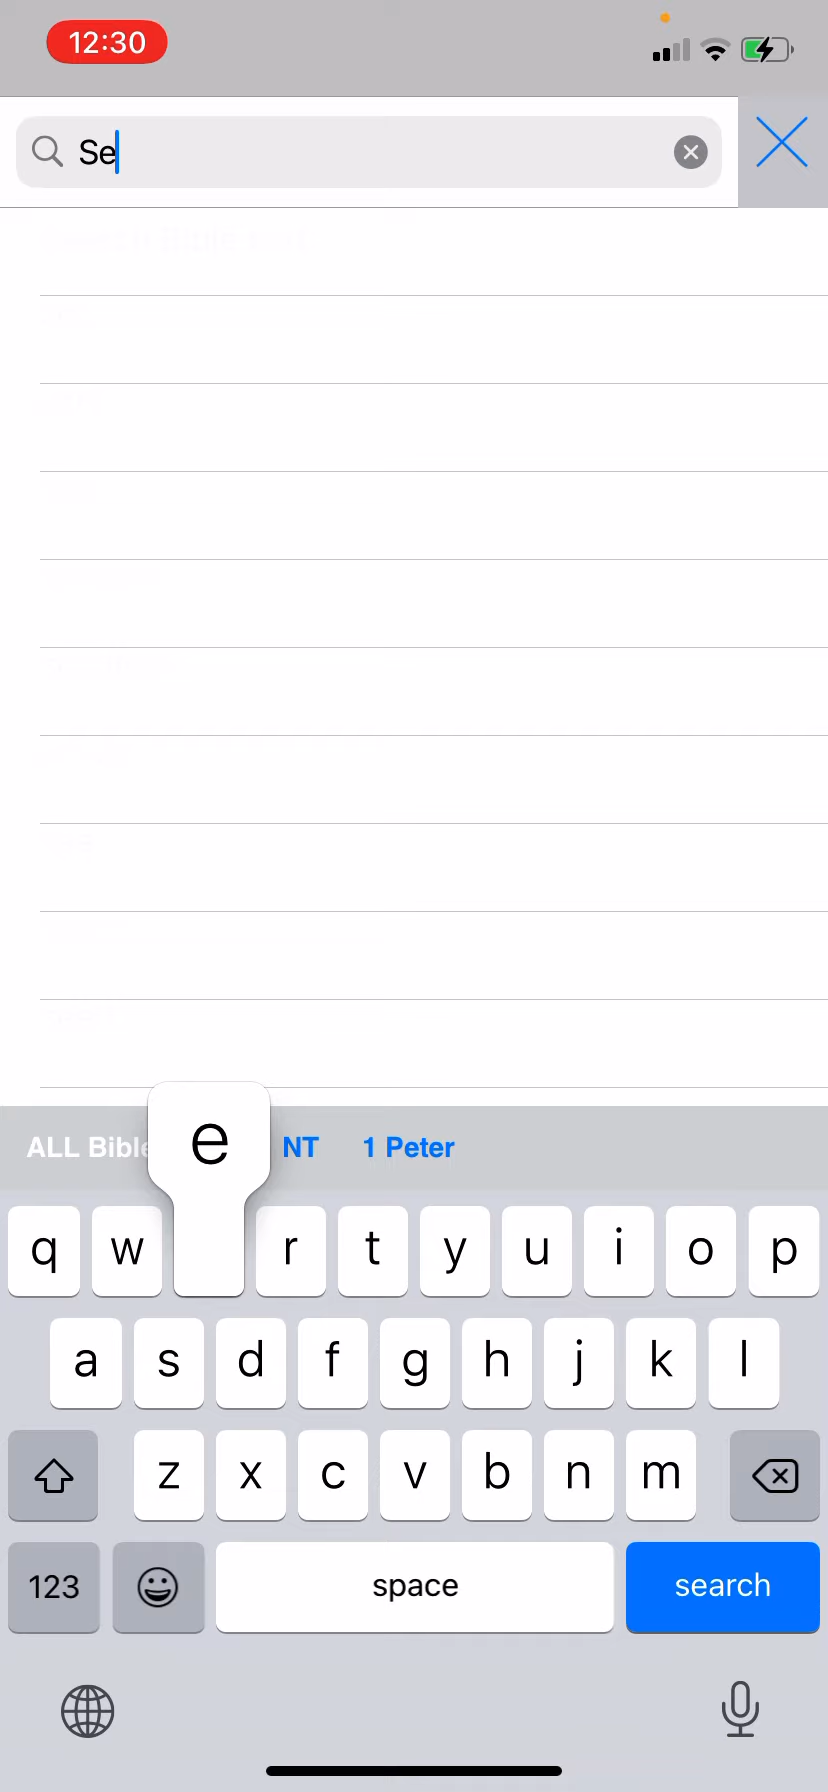 12:30
Se
ALL Bible NT 1 Peter
e
q w r t y u i o p
a s d f g h j k l
z x c v b n m
123 space search